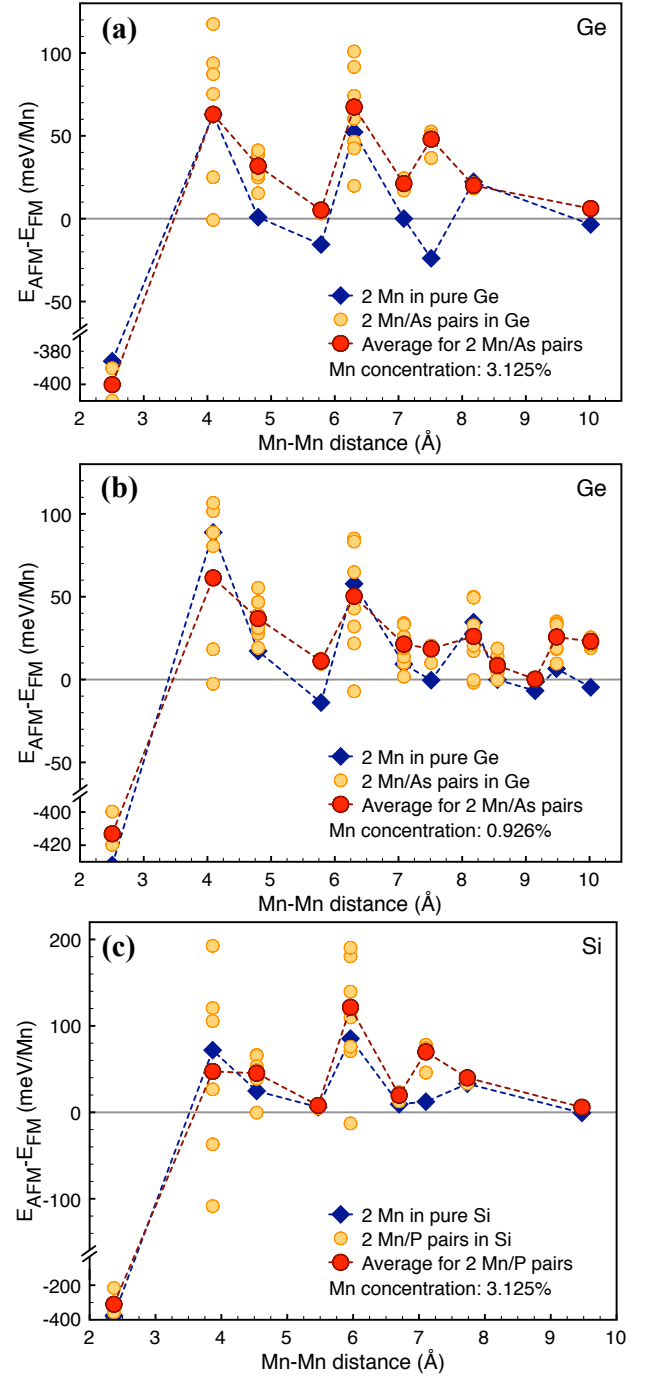 (a)
Ge
100
50
0
-50
-380
-400
E_AFM-E_FM (meV/Mn)
2 Mn in pure Ge
2 Mn/As pairs in Ge
Average for 2 Mn/As pairs
Mn concentration: 3.125%
2 3 4 5 6 7 8 9 10
Mn-Mn distance (Å)
(b)
Ge
100
50
0
-50
-400
-420
E_AFM-E_FM (meV/Mn)
2 Mn in pure Ge
2 Mn/As pairs in Ge
Average for 2 Mn/As pairs
Mn concentration: 0.926%
2 3 4 5 6 7 8 9 10
Mn-Mn distance (Å)
(c)
Si
200
100
0
-100
-200
-400
E_AFM-E_FM (meV/Mn)
2 Mn in pure Si
2 Mn/P pairs in Si
Average for 2 Mn/P pairs
Mn concentration: 3.125%
2 3 4 5 6 7 8 9 10
Mn-Mn distance (Å)